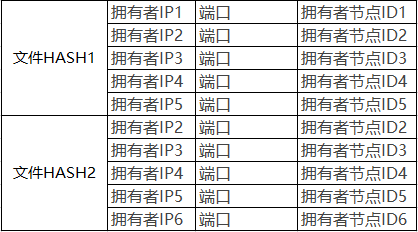 文件HASH1
拥有者IP1 端口 拥有者节点ID1
拥有者IP2 端口 拥有者节点ID2
拥有者IP3 端口 拥有者节点ID3
拥有者IP4 端口 拥有者节点ID4
拥有者IP5 端口 拥有者节点ID5
文件HASH2
拥有者IP2 端口 拥有者节点ID2
拥有者IP3 端口 拥有者节点ID3
拥有者IP4 端口 拥有者节点ID4
拥有者IP5 端口 拥有者节点ID5
拥有者IP6 端口 拥有者节点ID6